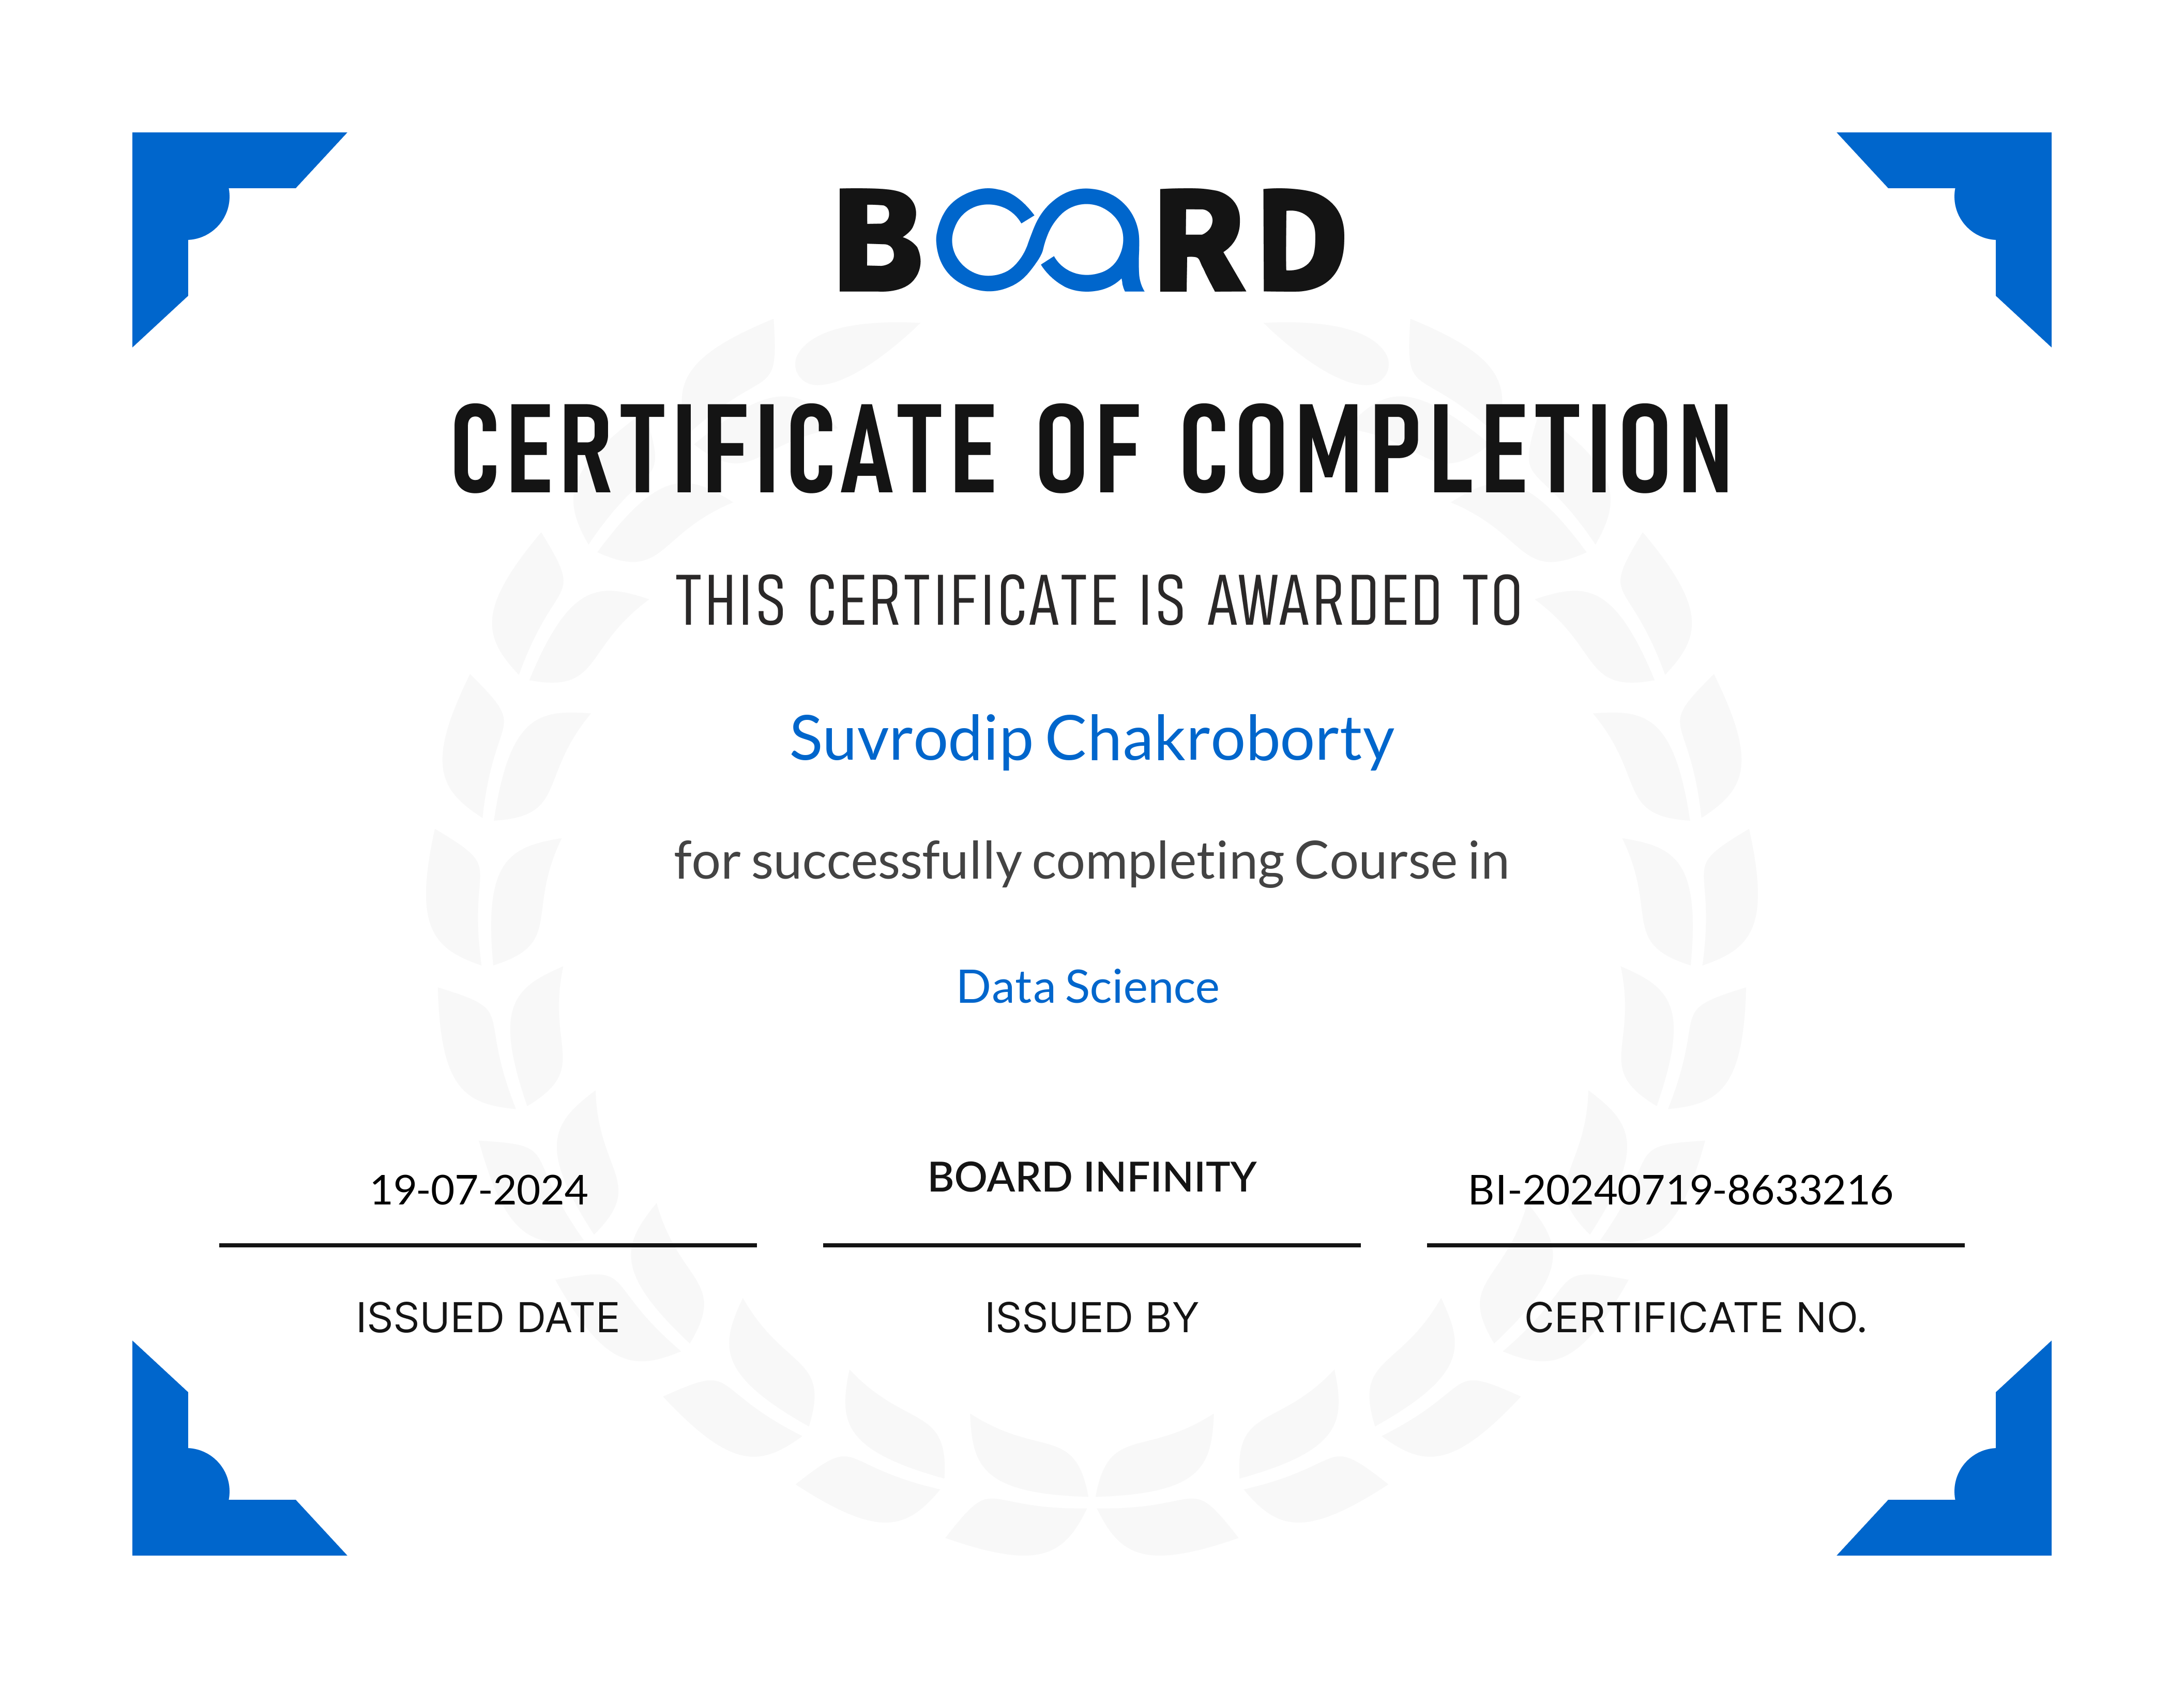 BOARD
CERTIFICATE OF COMPLETION
THIS CERTIFICATE IS AWARDED TO
Suvrodip Chakroborty
for successfully completing Course in
Data Science
19-07-2024
BOARD INFINITY
BI-20240719-8633216
ISSUED DATE
ISSUED BY
CERTIFICATE NO.